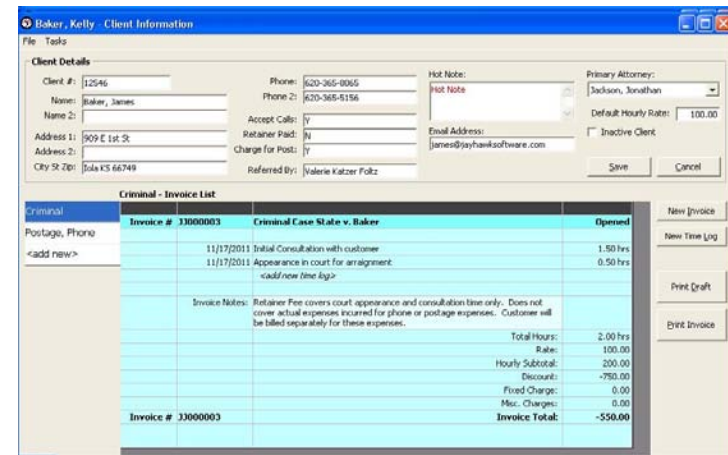 Baker, Kelly - Client Information
File Tasks
Client Details
Client #: 12546
Name: Baker, James
Name 2:
Address 1: 909 E 1st St
Address 2:
City St Zip: Iola KS 66749
Phone: 620-365-8065
Phone 2: 620-365-5156
Accept Calls: Y
Retainer Paid: N
Charge for Post: Y
Referred By: Valerie Katzer Foltz
Hot Note:
Hot Note
Email Address:
james@jayhawksoftware.com
Primary Attorney:
Jackson, Jonathan
Default Hourly Rate: 100.00
Inactive Client
Save Cancel
Criminal - Invoice List
Criminal
Postage, Phone
<add new>
Invoice # JJ000003 Criminal Case State v. Baker Opened
11/17/2011 Initial Consultation with customer 1.50 hrs
11/17/2011 Appearance in court for arraignment 0.50 hrs
<add new time log>
Invoice Notes: Retainer Fee covers court appearance and consultation time only. Does not
cover actual expenses incurred for phone or postage expenses. Customer will
be billed separately for these expenses.
Total Hours: 2.00 hrs
Rate: 100.00
Hourly Subtotal: 200.00
Discount: -750.00
Fixed Charge: 0.00
Misc. Charges: 0.00
Invoice # JJ000003 Invoice Total: -550.00
New Invoice
New Time Log
Print Draft
Print Invoice